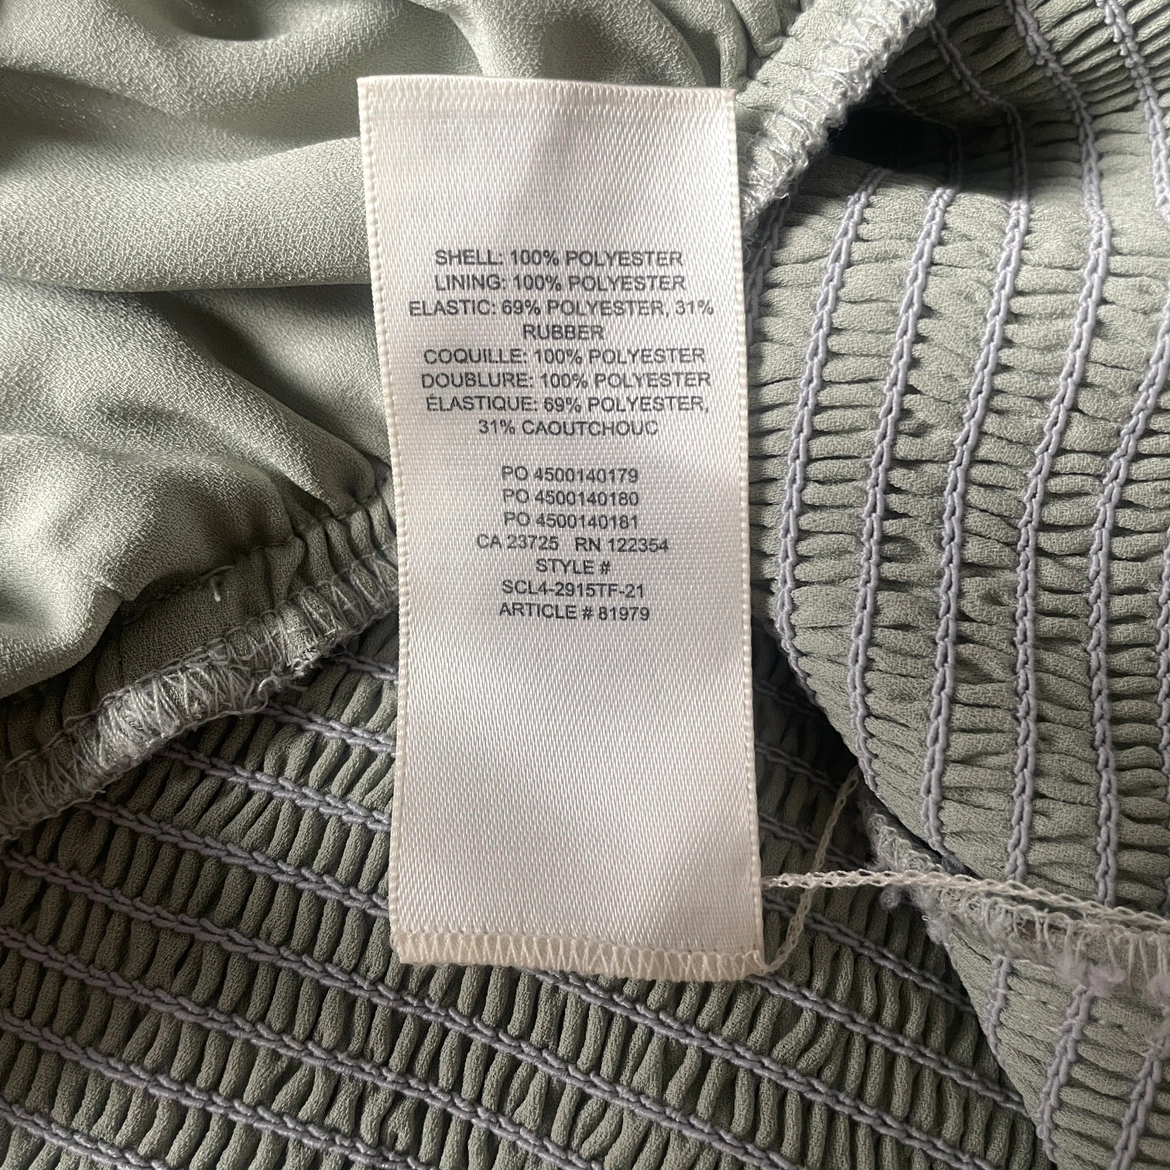 SHELL: 100% POLYESTER
LINING: 100% POLYESTER
ELASTIC: 69% POLYESTER, 31%
RUBBER
COQUILLE: 100% POLYESTER
DOUBLURE: 100% POLYESTER
ÉLASTIQUE: 69% POLYESTER,
31% CAOUTCHOUC
PO 4500140179
PO 4500140180
PO 4500140181
CA 23725 RN 122354
STYLE #
SCL4-2915TF-21
ARTICLE # 81979